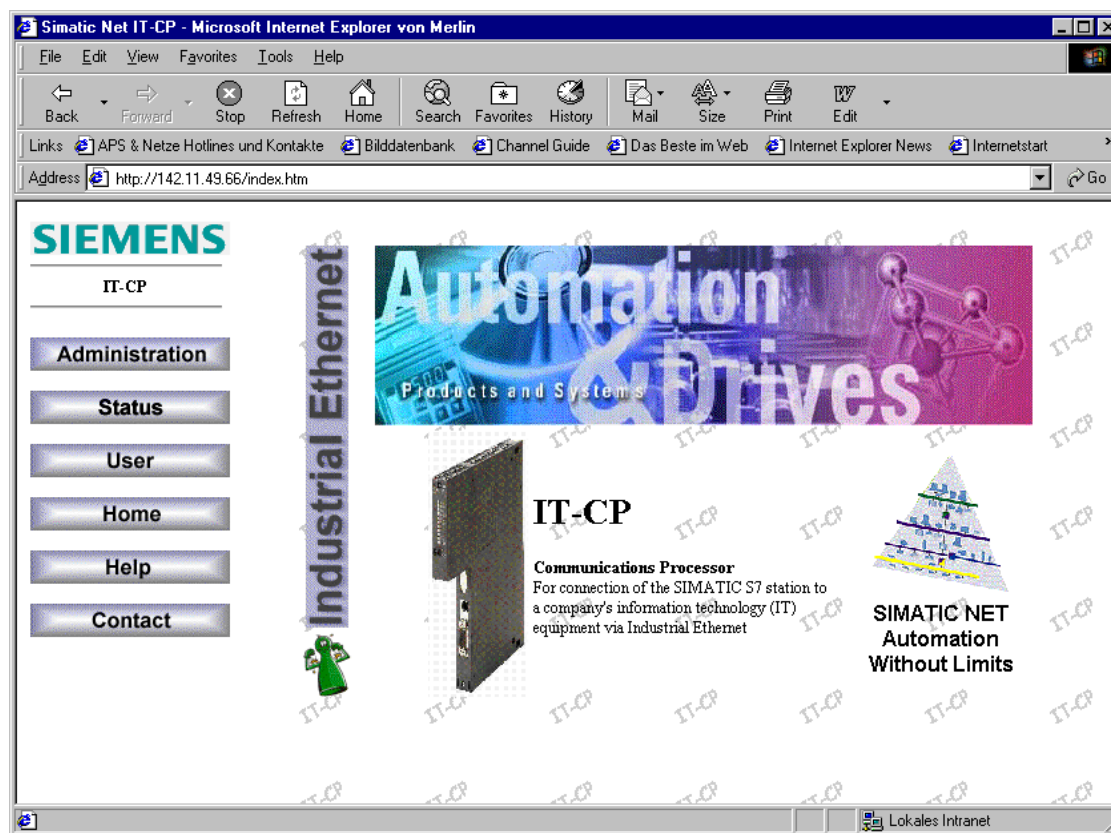 Simatic Net IT-CP - Microsoft Internet Explorer von Merlin
File Edit View Favorites Tools Help
Back Forward Stop Refresh Home Search Favorites History Mail Size Print Edit
Links APS & Netze Hotlines und Kontakte Bilddatenbank Channel Guide Das Beste im Web Internet Explorer News Internetstart
Address http://142.11.49.66/index.htm Go
SIEMENS
IT-CP
Administration
Status
User
Home
Help
Contact
Industrial Ethernet
Automation
& Drives
Products and Systems
IT-CP
Communications Processor
For connection of the SIMATIC S7 station to
a company's information technology (IT)
equipment via Industrial Ethernet
SIMATIC NET
Automation
Without Limits
IT-CP
Lokales Intranet